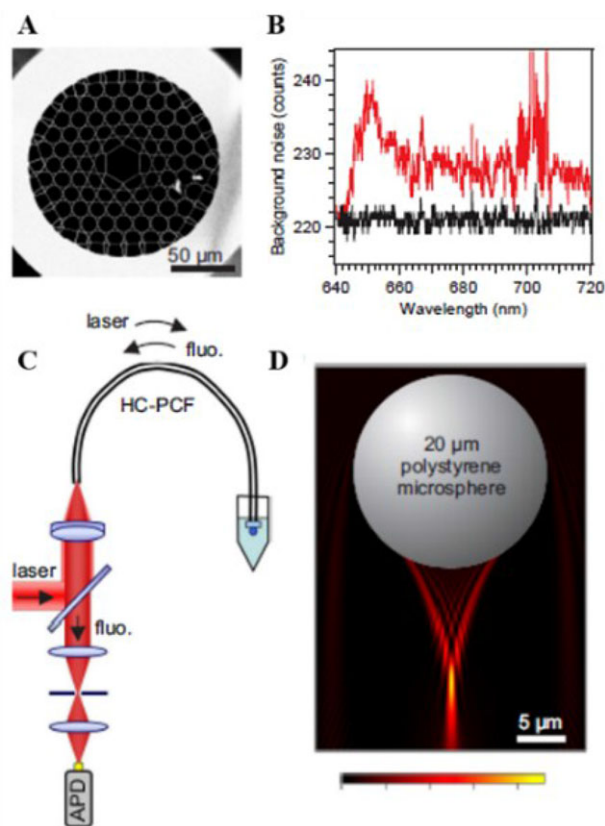 A
50 µm
B
Background noise (counts)
240
230
220
640
660
680
700
720
Wavelength (nm)
C
laser
fluo.
HC-PCF
laser
fluo.
APD
D
20 µm
polystyrene
microsphere
5 µm